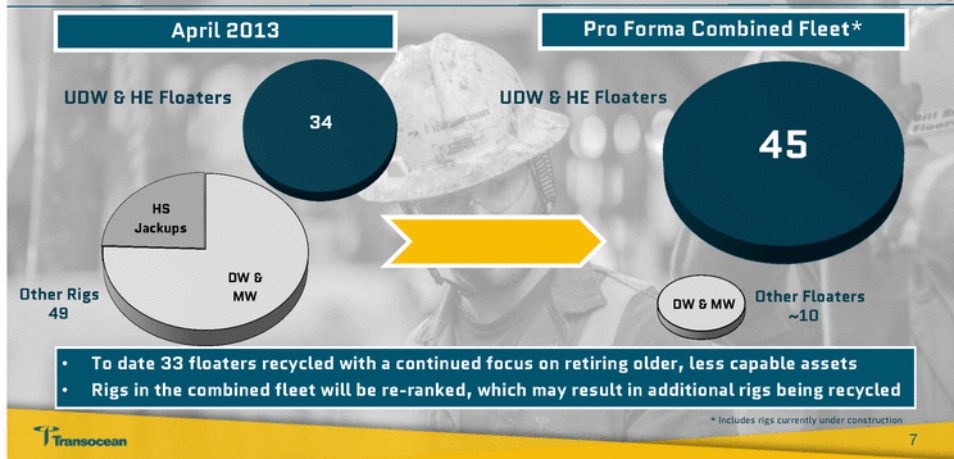 April 2013
Pro Forma Combined Fleet*
UDW & HE Floaters
34
UDW & HE Floaters
45
HS
Jackups
DW &
MW
Other Rigs
49
DW & MW
Other Floaters
~10
• To date 33 floaters recycled with a continued focus on retiring older, less capable assets
• Rigs in the combined fleet will be re-ranked, which may result in additional rigs being recycled
* Includes rigs currently under construction
Transocean
7